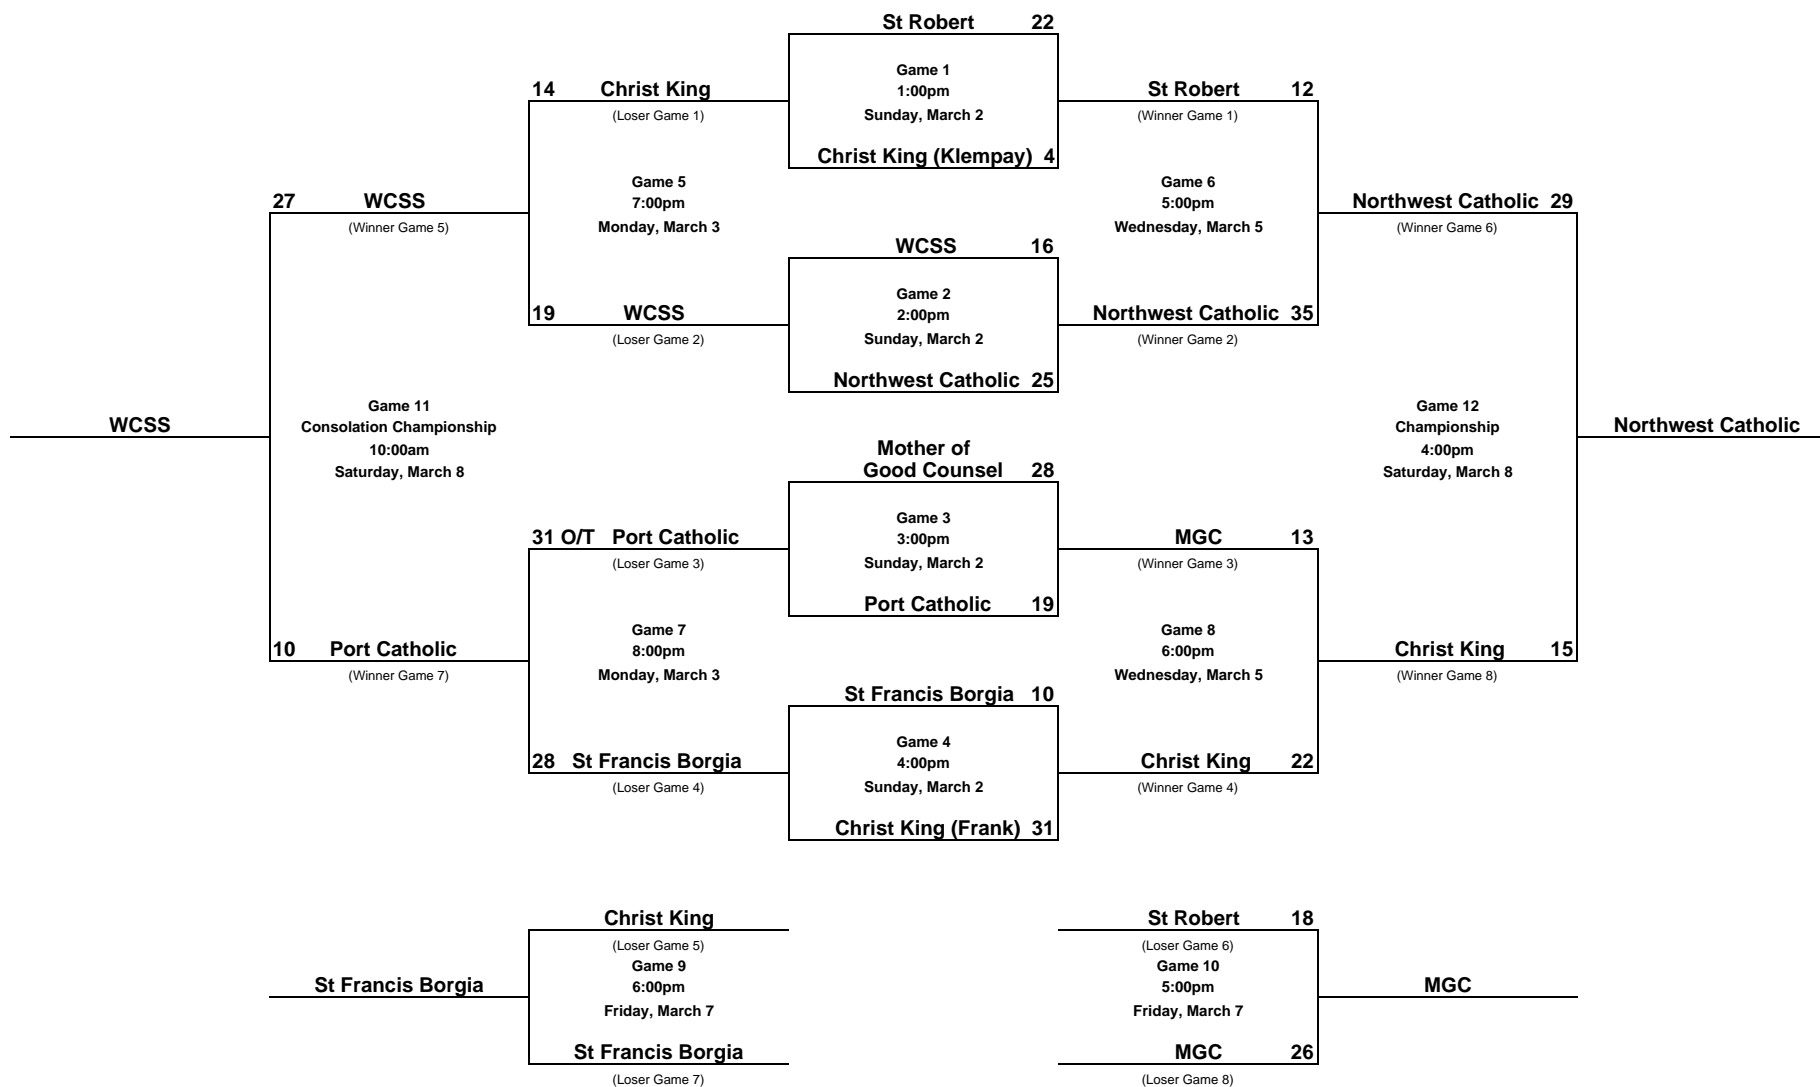 St Robert 22
Game 1
1:00pm
Sunday, March 2
Christ King (Klempay) 4
14 Christ King
(Loser Game 1)
St Robert 12
(Winner Game 1)
Game 5
7:00pm
Monday, March 3
Game 6
5:00pm
Wednesday, March 5
27 WCSS
(Winner Game 5)
Northwest Catholic 29
(Winner Game 6)
WCSS 16
Game 2
2:00pm
Sunday, March 2
Northwest Catholic 25
19 WCSS
(Loser Game 2)
Northwest Catholic 35
(Winner Game 2)
WCSS
Game 11
Consolation Championship
10:00am
Saturday, March 8
Game 12
Championship
4:00pm
Saturday, March 8
Northwest Catholic
Mother of
Good Counsel 28
Game 3
3:00pm
Sunday, March 2
Port Catholic 19
31 O/T Port Catholic
(Loser Game 3)
MGC 13
(Winner Game 3)
Game 7
8:00pm
Monday, March 3
Game 8
6:00pm
Wednesday, March 5
10 Port Catholic
(Winner Game 7)
Christ King 15
(Winner Game 8)
St Francis Borgia 10
Game 4
4:00pm
Sunday, March 2
Christ King (Frank) 31
28 St Francis Borgia
(Loser Game 4)
Christ King 22
(Winner Game 4)
Christ King
(Loser Game 5)
Game 9
6:00pm
Friday, March 7
St Francis Borgia
St Francis Borgia
(Loser Game 7)
St Robert 18
(Loser Game 6)
Game 10
5:00pm
Friday, March 7
MGC
MGC 26
(Loser Game 8)